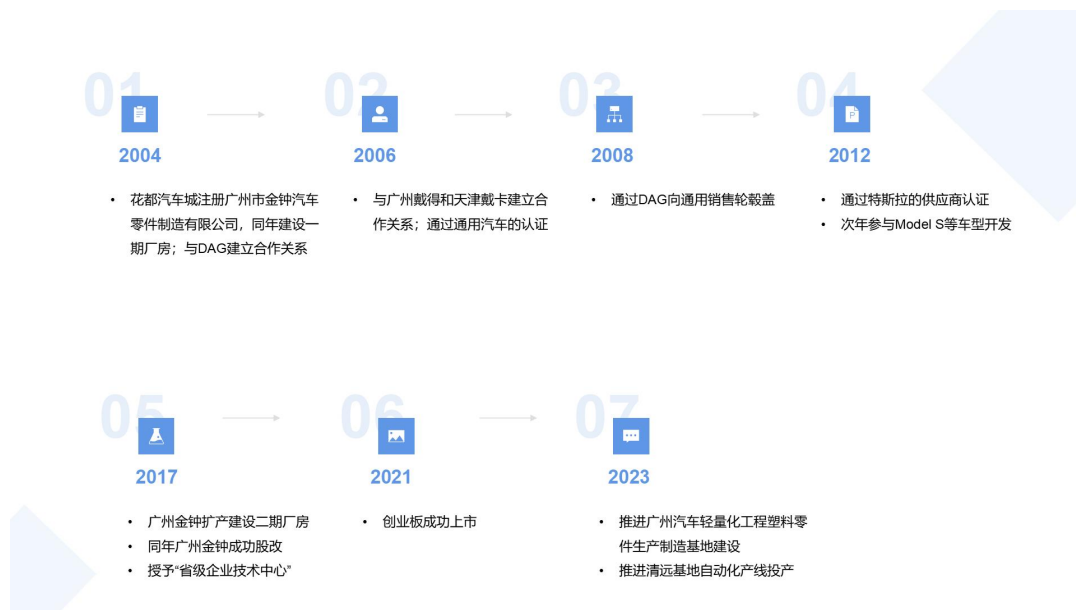 01
02
03
04
2004
2006
2008
2012
• 花都汽车城注册广州市金钟汽车
零件制造有限公司，同年建设一
期厂房；与DAG建立合作关系
• 与广州戴得和天津戴卡建立合
作关系；通过通用汽车的认证
• 通过DAG向通用销售轮毂盖
• 通过特斯拉的供应商认证
• 次年参与Model S等车型开发
05
06
07
2017
2021
2023
• 广州金钟扩产建设二期厂房
• 同年广州金钟成功股改
• 授予“省级企业技术中心”
• 创业板成功上市
• 推进广州汽车轻量化工程塑料零
件生产制造基地建设
• 推进清远基地自动化产线投产